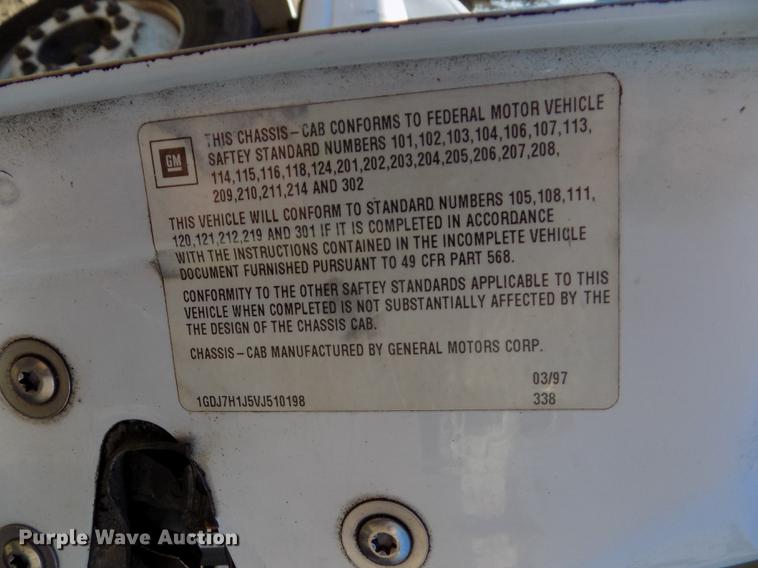 GM
THIS CHASSIS-CAB CONFORMS TO FEDERAL MOTOR VEHICLE
SAFTEY STANDARD NUMBERS 101,102,103,104,106,107,113,
114,115,116,118,124,201,202,203,204,205,206,207,208,
209,210,211,214 AND 302
THIS VEHICLE WILL CONFORM TO STANDARD NUMBERS 105,108,111,
120,121,212,219 AND 301 IF IT IS COMPLETED IN ACCORDANCE
WITH THE INSTRUCTIONS CONTAINED IN THE INCOMPLETE VEHICLE
DOCUMENT FURNISHED PURSUANT TO 49 CFR PART 568.
CONFORMITY TO THE OTHER SAFTEY STANDARDS APPLICABLE TO THIS
VEHICLE WHEN COMPLETED IS NOT SUBSTANTIALLY AFFECTED BY THE
THE DESIGN OF THE CHASSIS CAB.
CHASSIS-CAB MANUFACTURED BY GENERAL MOTORS CORP.
03/97
1GDJ7H1J5VJ510198 338
Purple Wave Auction®